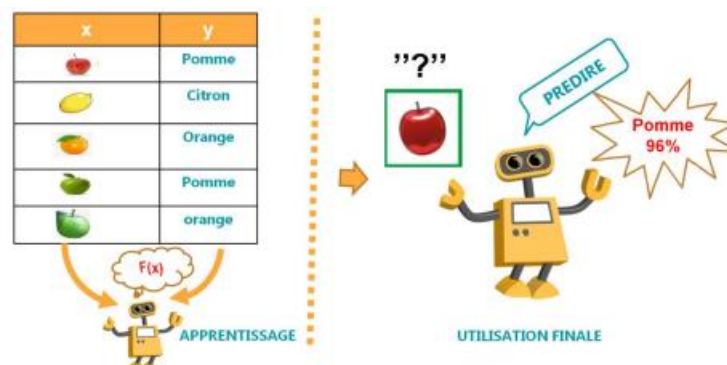 x y
Pomme
Citron
Orange
Pomme
orange
F(x)
APPRENTISSAGE
"?"
PREDIRE
Pomme
96%
UTILISATION FINALE